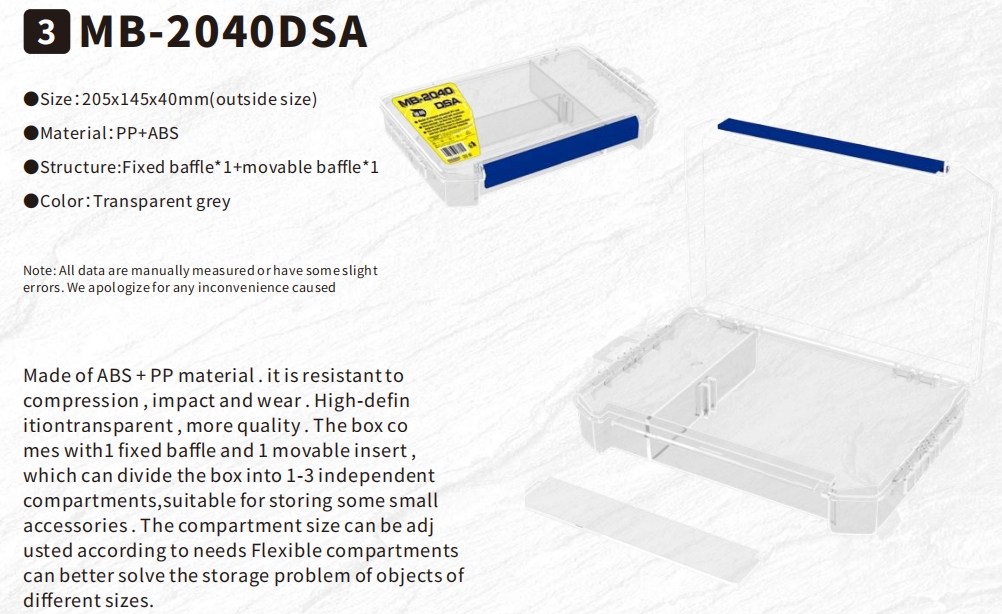 3 MB-2040DSA
●Size:205x145x40mm(outside size)
●Material:PP+ABS
●Structure:Fixed baffle*1+movable baffle*1
●Color:Transparent grey
MB-2040
DSA
Note: All data are manually measured or have some slight
errors. We apologize for any inconvenience caused
Made of ABS + PP material . it is resistant to
compression , impact and wear . High-defin
itiontransparent , more quality . The box co
mes with1 fixed baffle and 1 movable insert ,
which can divide the box into 1-3 independent
compartments,suitable for storing some small
accessories . The compartment size can be adj
usted according to needs Flexible compartments
can better solve the storage problem of objects of
different sizes.